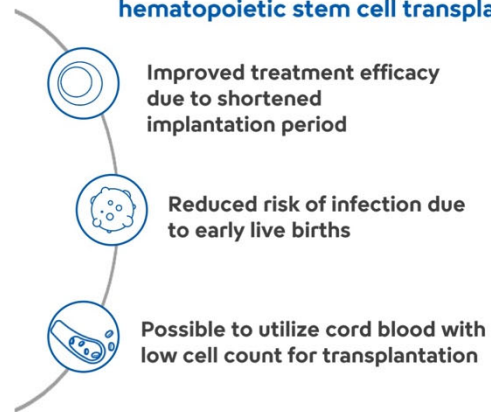 hematopoietic stem cell
Improved treatment efficacy
due to shortened
implantation period
Reduced risk of infection due
to early live births
Possible to utilize cord blood with
low cell count for transplantation